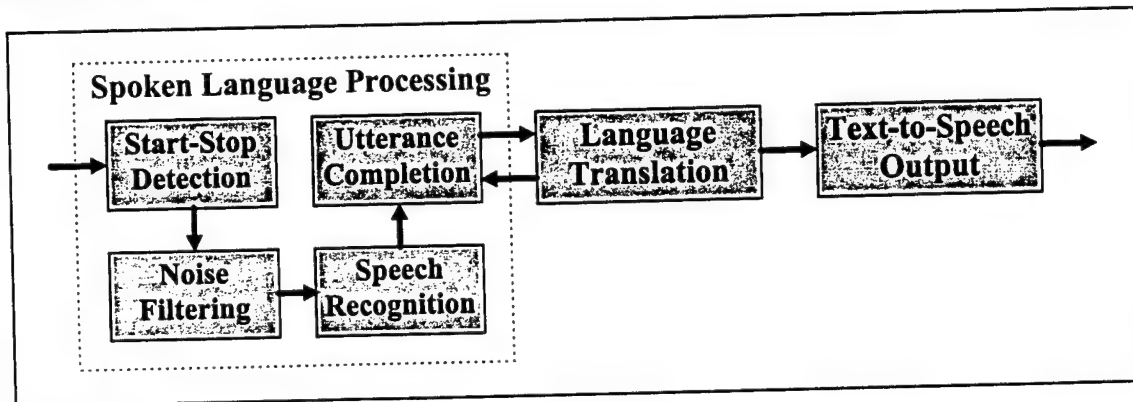 Spoken Language Processing
Start-Stop
Detection
Utterance
Completion
Language
Translation
Text-to-Speech
Output
Noise
Filtering
Speech
Recognition